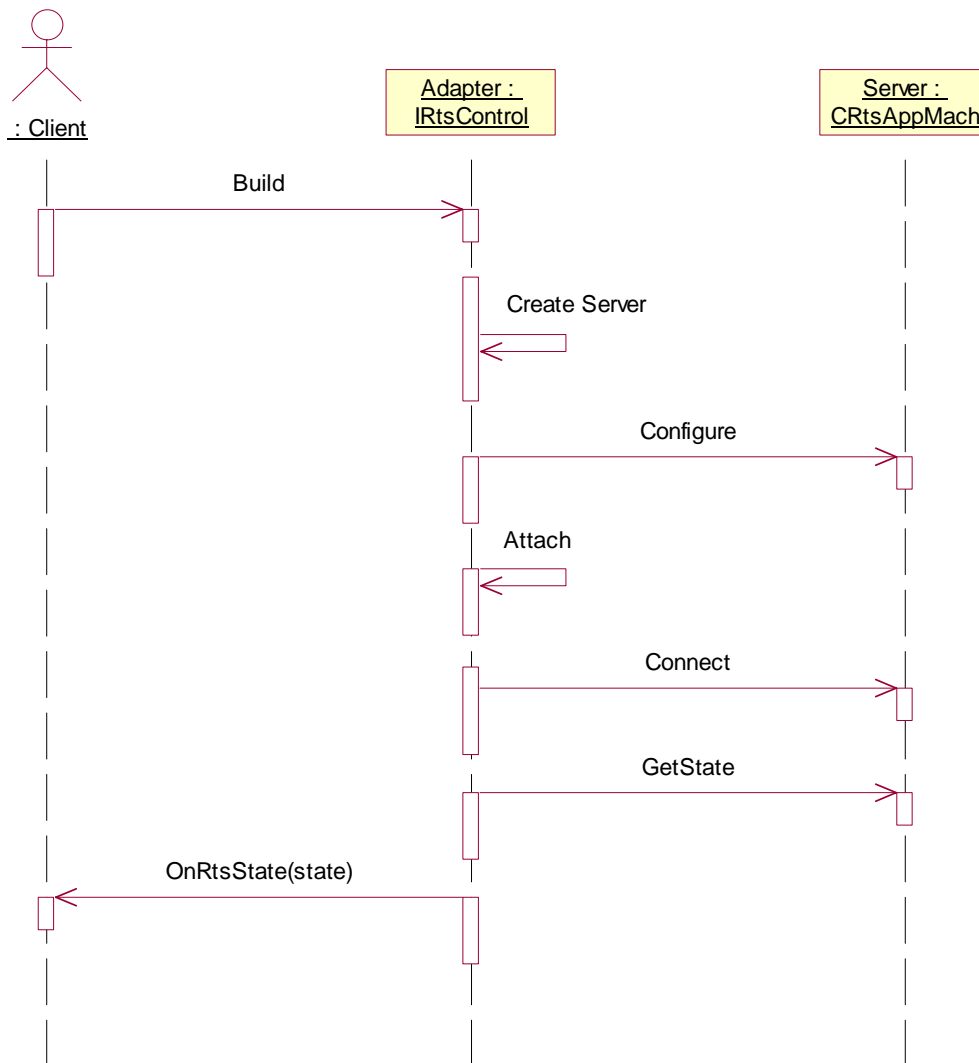 : Client
Adapter :
IRtsControl
Server :
CRtsAppMach
Build
Create Server
Configure
Attach
Connect
GetState
OnRtsState(state)